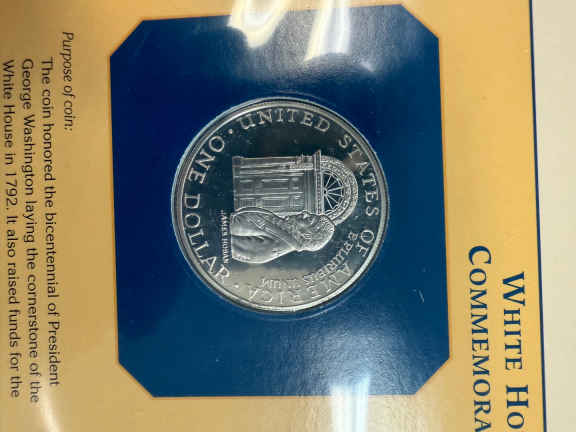 WHITE HO
COMMEMORA
UNITED STATES OF AMERICA
E PLURIBUS UNUM
JAMES HOBAN
ONE DOLLAR
Purpose of coin:
The coin honored the bicentennial of President
George Washington laying the cornerstone of the
White House in 1792. It also raised funds for the